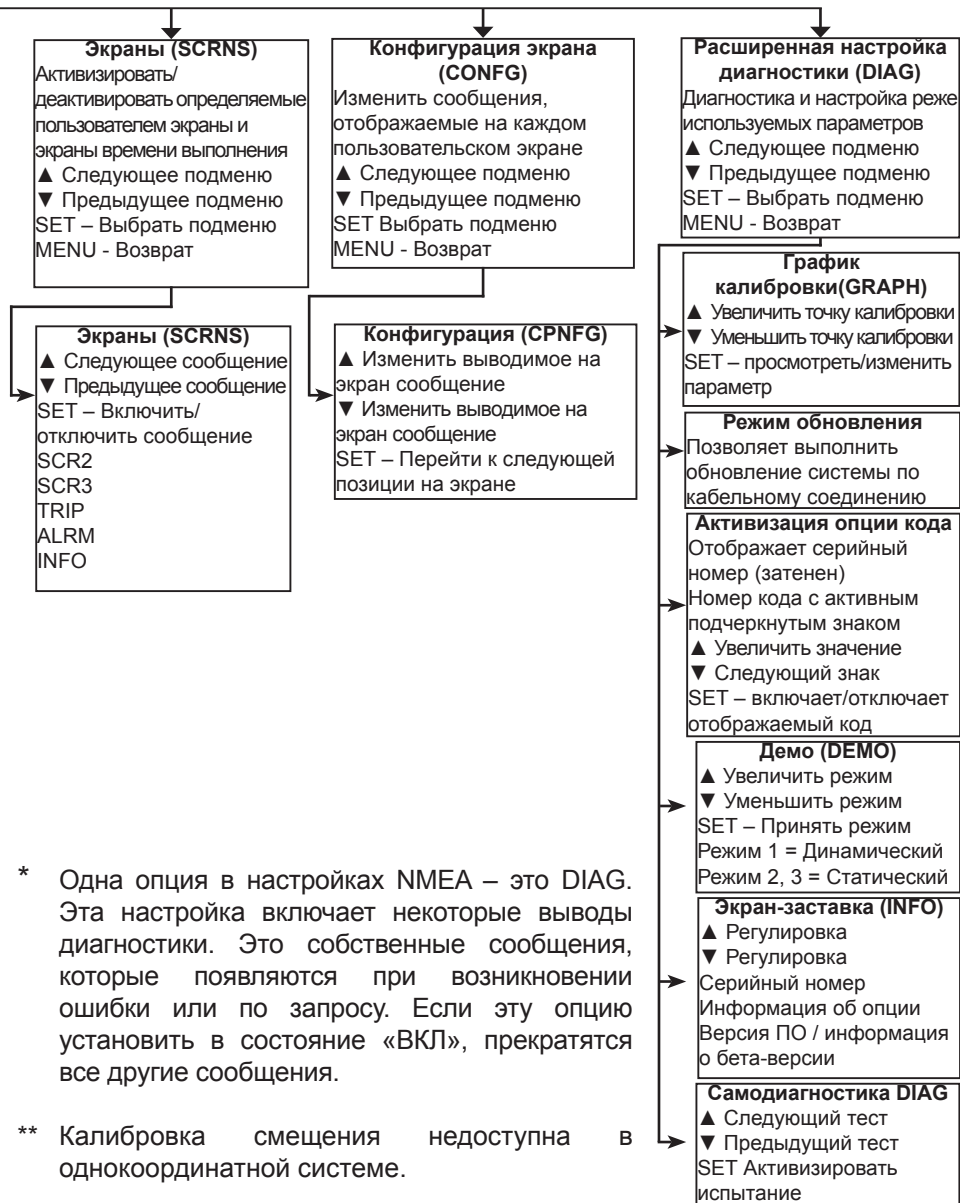 Экраны (SCRNS)
Активизировать/
деактивировать определяемые
пользователем экраны и
экраны времени выполнения
▲ Следующее подменю
▼ Предыдущее подменю
SET – Выбрать подменю
MENU - Возврат
Конфигурация экрана
(CONFG)
Изменить сообщения,
отображаемые на каждом
пользовательском экране
▲ Следующее подменю
▼ Предыдущее подменю
SET Выбрать подменю
MENU - Возврат
Расширенная настройка
диагностики (DIAG)
Диагностика и настройка реже
используемых параметров
▲ Следующее подменю
▼ Предыдущее подменю
SET – Выбрать подменю
MENU - Возврат
Экраны (SCRNS)
▲ Следующее сообщение
▼ Предыдущее сообщение
SET – Включить/
отключить сообщение
SCR2
SCR3
TRIP
ALRM
INFO
Конфигурация (CPNFG)
▲ Изменить выводимое на
экран сообщение
▼ Изменить выводимое на
экран сообщение
SET – Перейти к следующей
позиции на экране
График
калибровки(GRAPH)
▲ Увеличить точку калибровки
▼ Уменьшить точку калибровки
SET – просмотреть/изменить
параметр
Режим обновления
Позволяет выполнить
обновление системы по
кабельному соединению
Активизация опции кода
Отображает серийный
номер (затенен)
Номер кода с активным
подчеркнутым знаком
▲ Увеличить значение
▼ Следующий знак
SET – включает/отключает
отображаемый код
Демо (DEMO)
▲ Увеличить режим
▼ Уменьшить режим
SET – Принять режим
Режим 1 = Динамический
Режим 2, 3 = Статический
Экран-заставка (INFO)
▲ Регулировка
▼ Регулировка
Серийный номер
Информация об опции
Версия ПО / информация
о бета-версии
Самодиагностика DIAG
▲ Следующий тест
▼ Предыдущий тест
SET Активизировать
испытание
* Одна опция в настройках NMEA – это DIAG.
Эта настройка включает некоторые выводы
диагностики. Это собственные сообщения,
которые появляются при возникновении
ошибки или по запросу. Если эту опцию
установить в состояние «ВКЛ», прекратятся
все другие сообщения.
** Калибровка смещения недоступна в
однокоординатной системе.